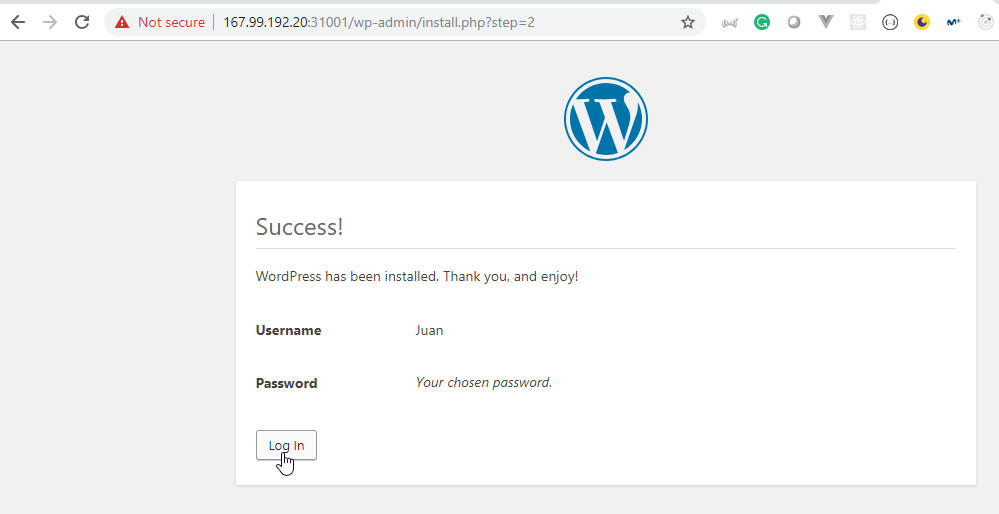 Not secure | 167.99.192.20:31001/wp-admin/install.php?step=2
Success!
WordPress has been installed. Thank you, and enjoy!
Username Juan
Password Your chosen password.
Log In